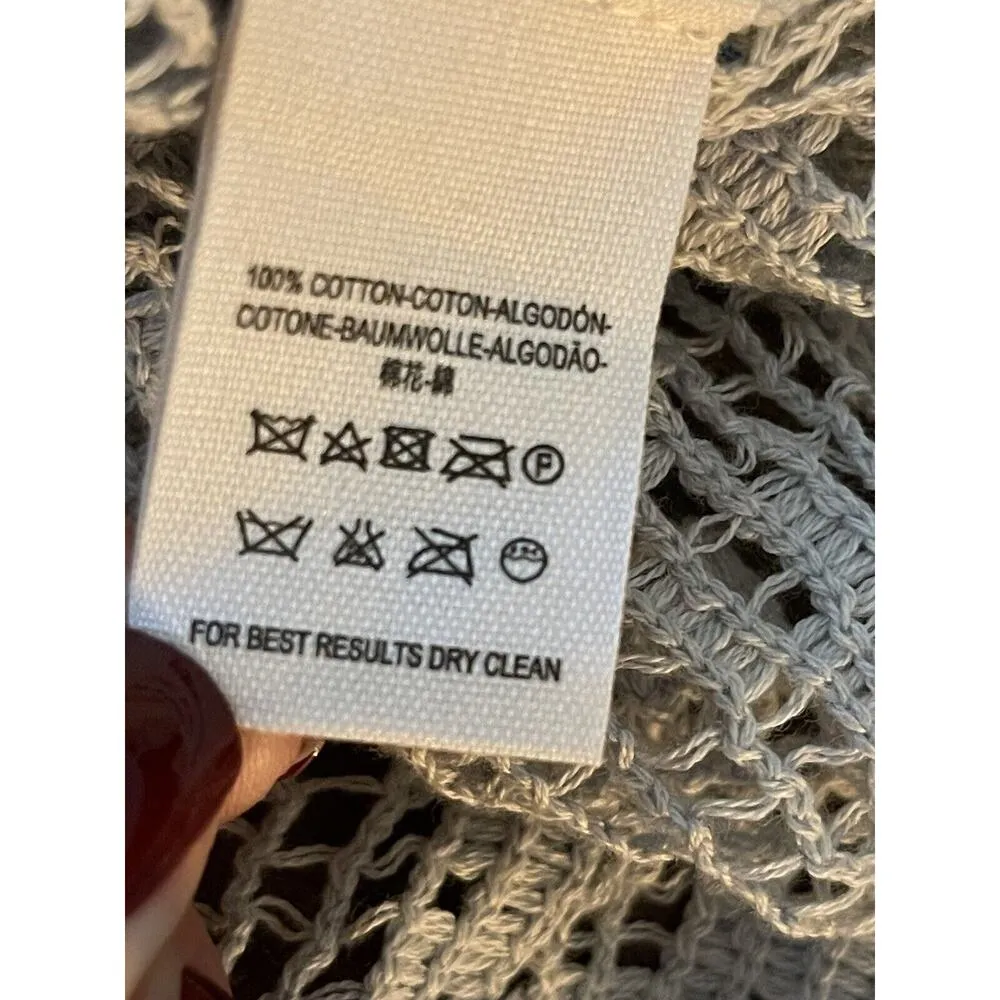 100% COTTON-COTON-ALGODÓN-
COTONE-BAUMWOLLE-ALGODÃO-
棉花-綿
P
FOR BEST RESULTS DRY CLEAN